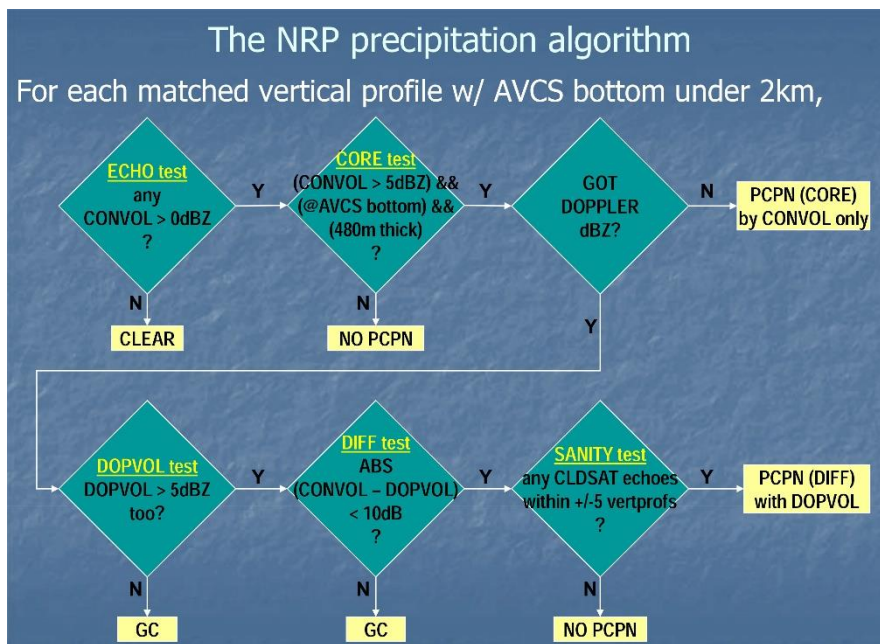 The NRP precipitation algorithm
For each matched vertical profile w/ AVCS bottom under 2km,
ECHO test
any
CONVOL > 0dBZ
?
Y
N
CLEAR
CORE test
(CONVOL > 5dBZ) &&
(@AVCS bottom) &&
(480m thick)
?
Y
N
NO PCPN
GOT
DOPPLER
dBZ?
N
PCPN (CORE)
by CONVOL only
Y
DOPVOL test
DOPVOL > 5dBZ
too?
Y
N
GC
DIFF test
ABS
(CONVOL – DOPVOL)
< 10dB
?
Y
N
GC
SANITY test
any CLDSAT echoes
within +/-5 vertprofs
?
Y
PCPN (DIFF)
with DOPVOL
N
NO PCPN